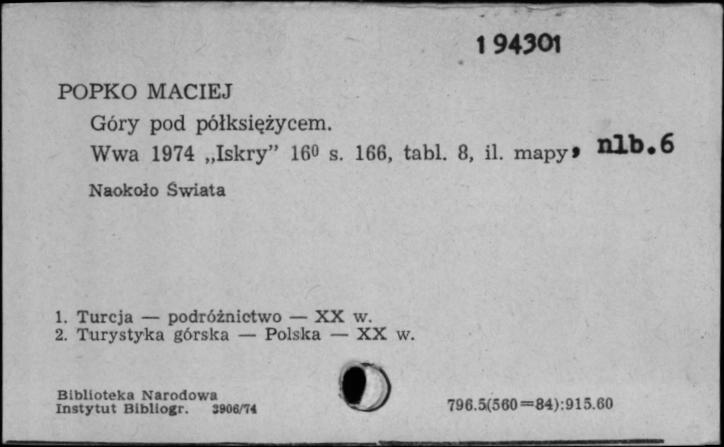 1 94301
POPKO MACIEJ
Góry pod półksiężycem.
Wwa 1974 „Iskry” 16⁰ s. 166, tabl. 8, il. mapy, nlb.6
Naokoło Świata
1. Turcja — podróżnictwo — XX w.
2. Turystyka górska — Polska — XX w.
Biblioteka Narodowa
Instytut Bibliogr. 3906/74
796.5(560=84):915.60